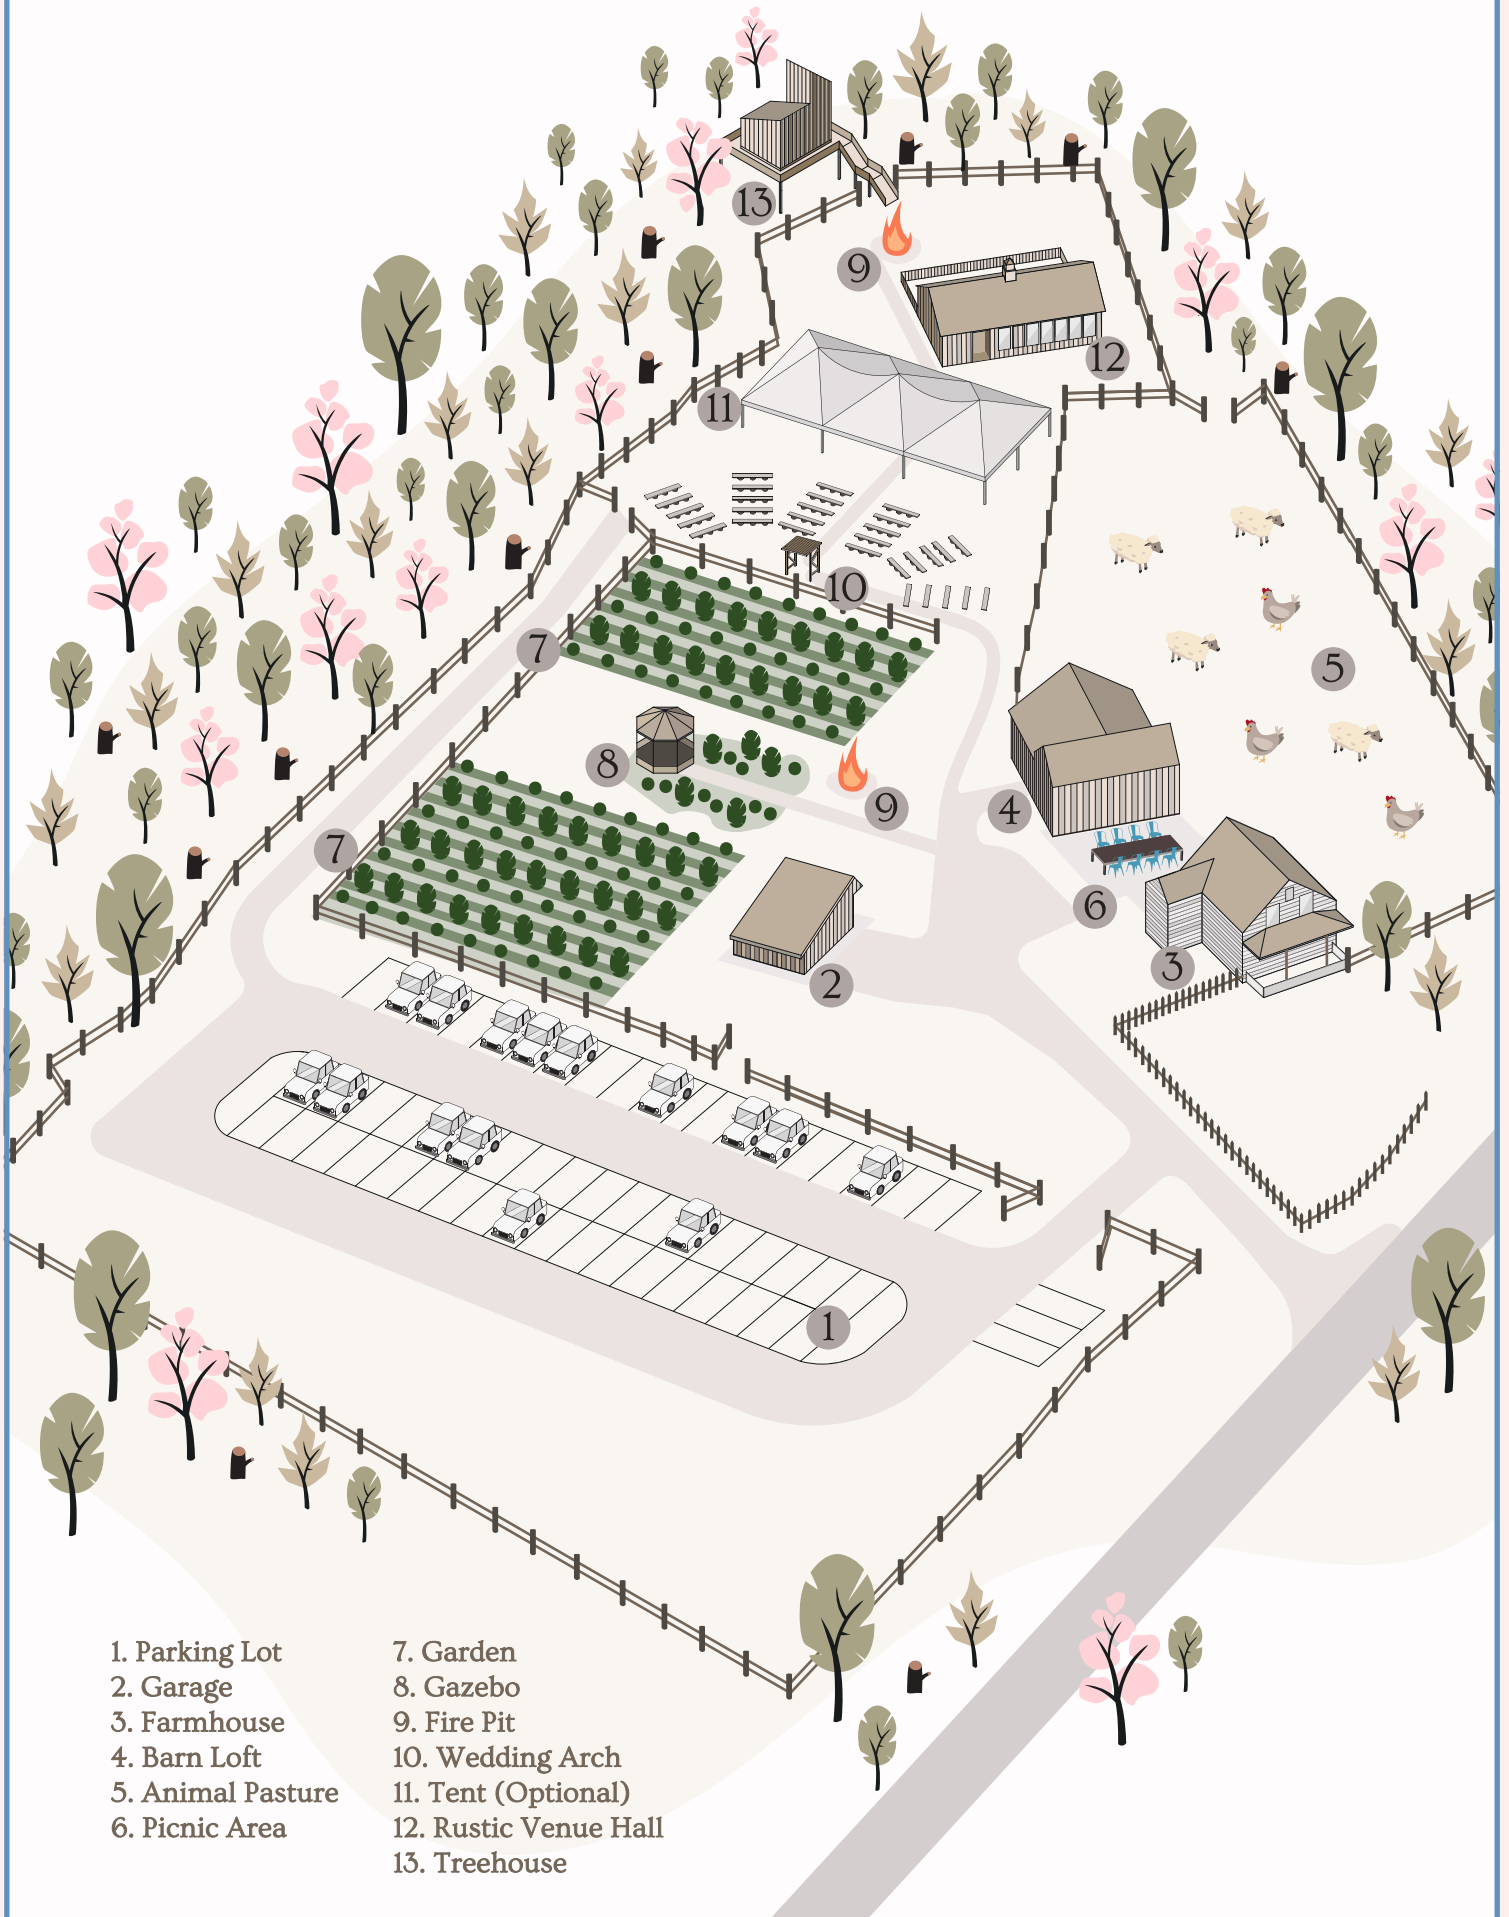 13
9
12
11
10
7
5
8
9
4
7
6
3
2
1
1. Parking Lot
2. Garage
3. Farmhouse
4. Barn Loft
5. Animal Pasture
6. Picnic Area
7. Garden
8. Gazebo
9. Fire Pit
10. Wedding Arch
11. Tent (Optional)
12. Rustic Venue Hall
13. Treehouse